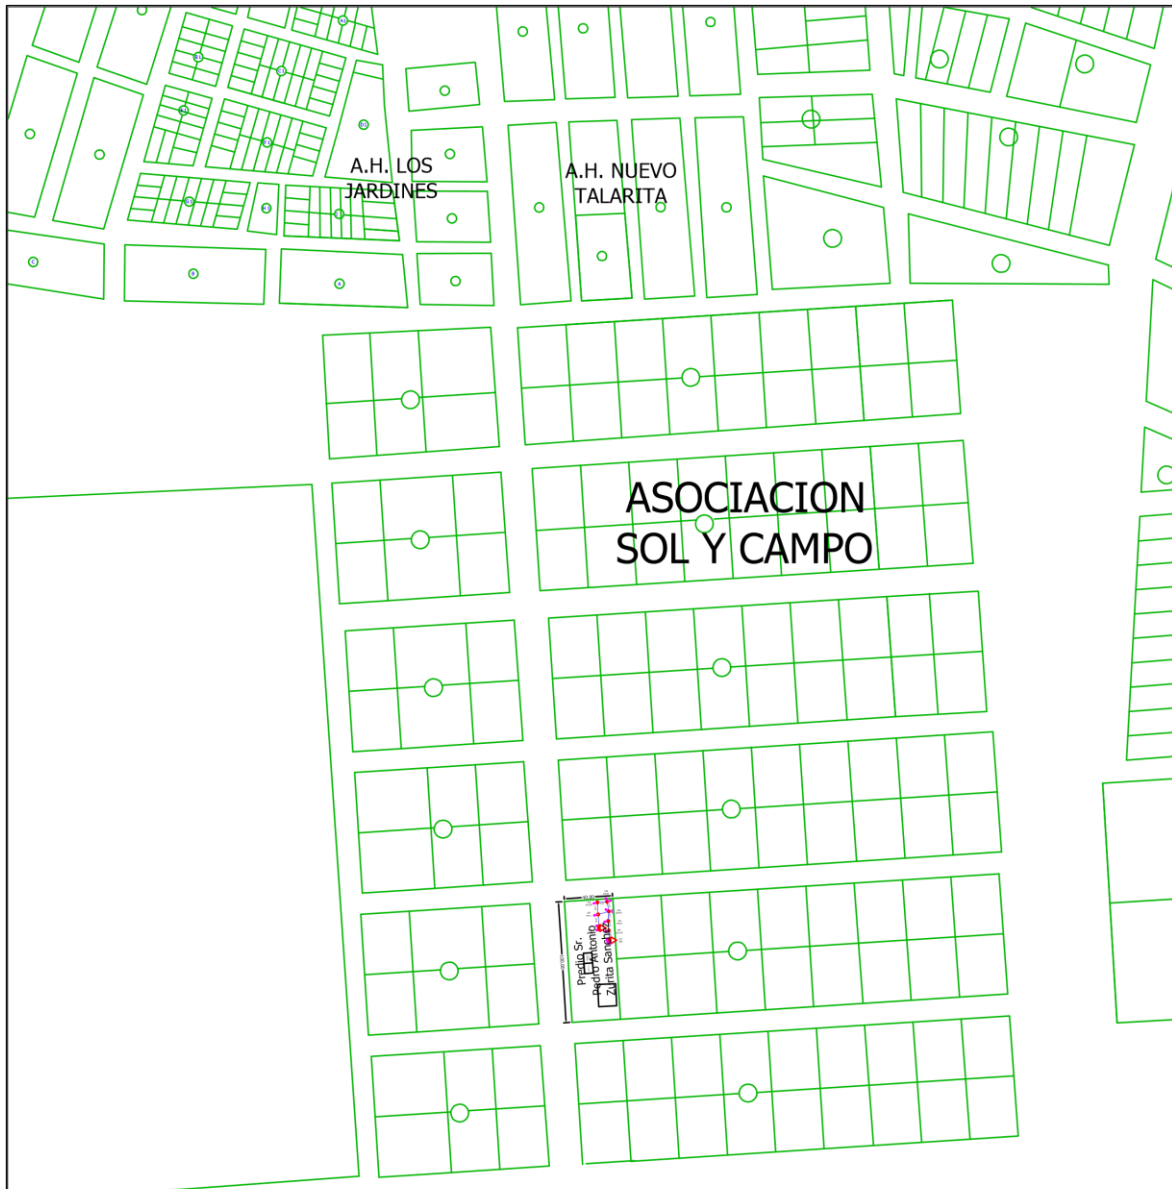 A.H. LOS
JARDINES
A.H. NUEVO
TALARITA
ASOCIACION
SOL Y CAMPO
Predio Sr.
Pedro Antonio
Zurita Sanchez
C
B
A